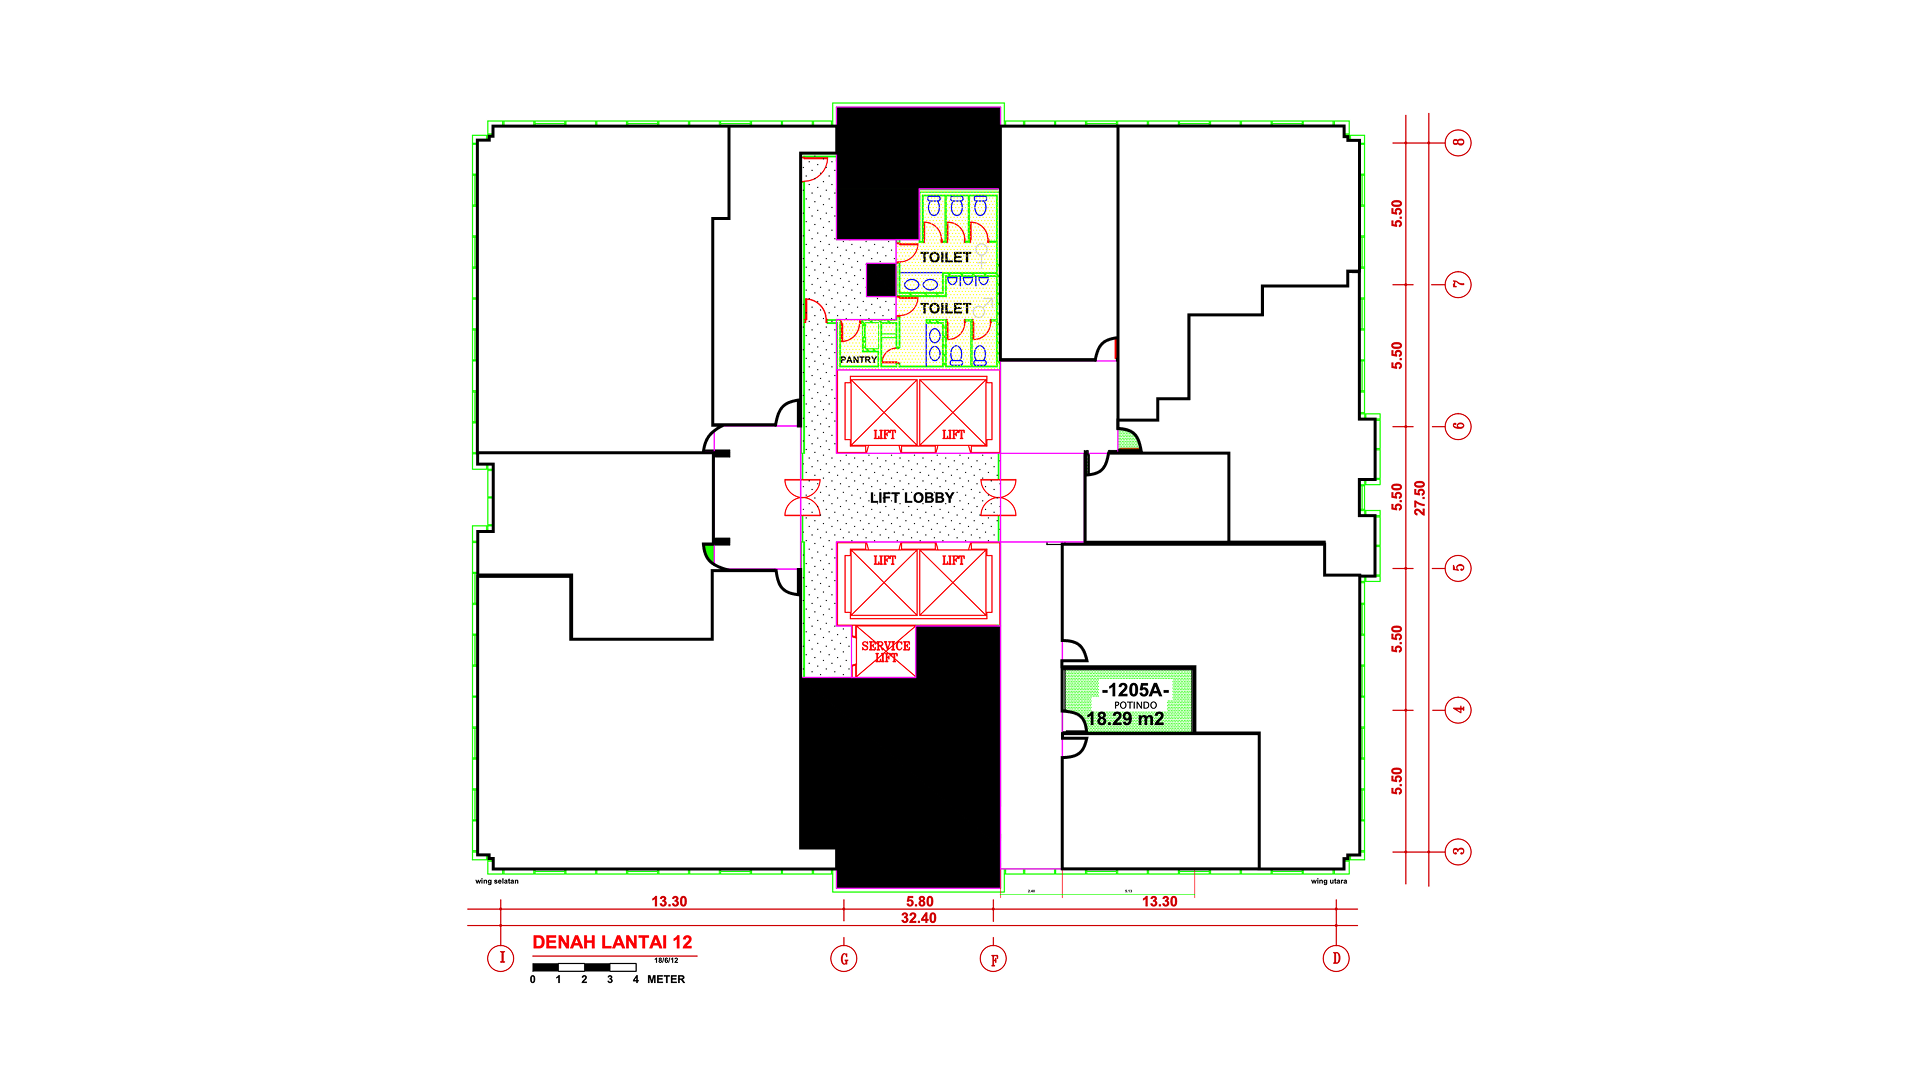 8
5.50
7
TOILET
TOILET
5.50
PANTRY
6
LIFT LIFT
LIFT LOBBY
5.50
27.50
LIFT LIFT
5
SERVICE
LIFT
5.50
-1205A-
POTINDO
18.29 m2
4
5.50
3
wing selatan
wing utara
2.40
5.13
13.30
5.80
13.30
32.40
DENAH LANTAI 12
18/6/12
I
G
F
D
0 1 2 3 4 METER